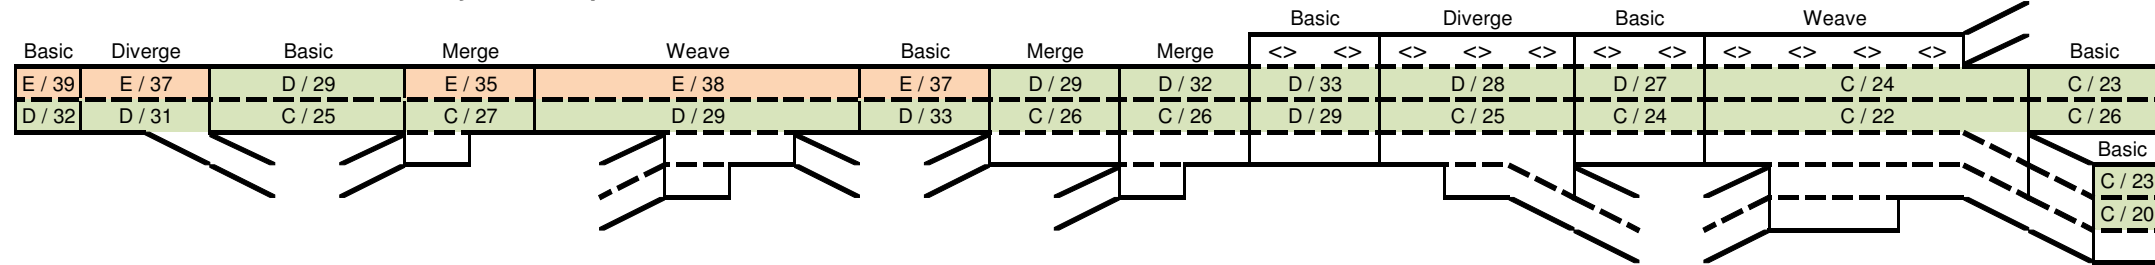 Basic Diverge Basic Weave
Basic Diverge Basic Merge Weave Basic Merge Merge <> <> <> <> <> <> <> <> <> <> <> Basic
E / 39 E / 37 D / 29 E / 35 E / 38 E / 37 D / 29 D / 32 D / 33 D / 28 D / 27 C / 24 C / 23
D / 32 D / 31 C / 25 C / 27 D / 29 D / 33 C / 26 C / 26 D / 29 C / 25 C / 24 C / 22 C / 26
Basic
C / 23
C / 20